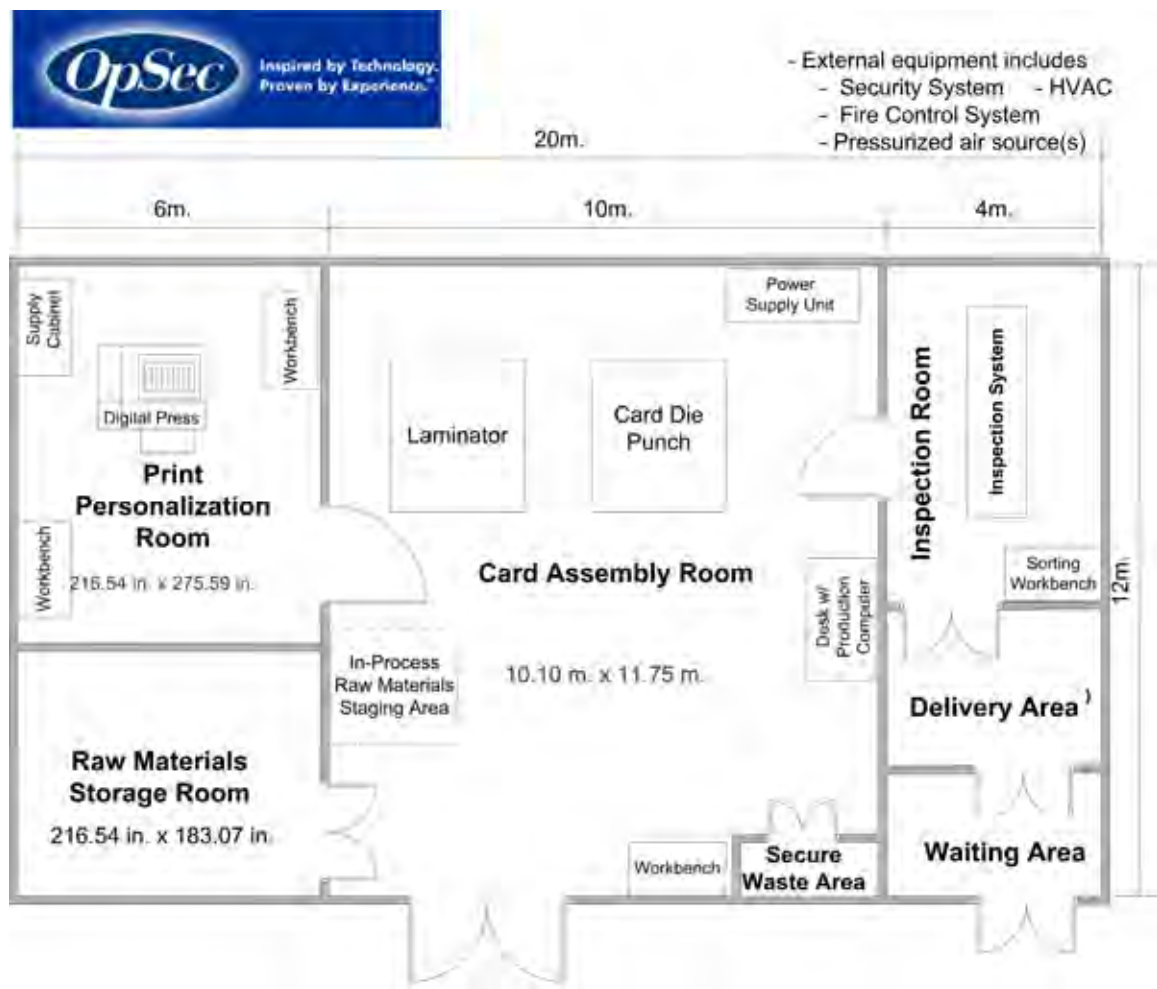 OpSec
Inspired by Technology.
Proven by Experience.™
- External equipment includes
- Security System - HVAC
- Fire Control System
- Pressurized air source(s)
20m.
6m.
10m.
4m.
Supply
Cabinet
Workbench
Digital Press
Print
Personalization
Room
Workbench
216.54 in. x 275.59 in.
Laminator
Card Die
Punch
Power
Supply Unit
Inspection Room
Inspection System
Sorting
Workbench
12m.
Card Assembly Room
Desk w/
Production
Computer
In-Process
Raw Materials
Staging Area
10.10 m. x 11.75 m.
Delivery Area )
Raw Materials
Storage Room
216.54 in. x 183.07 in.
Workbench
Secure
Waste Area
Waiting Area